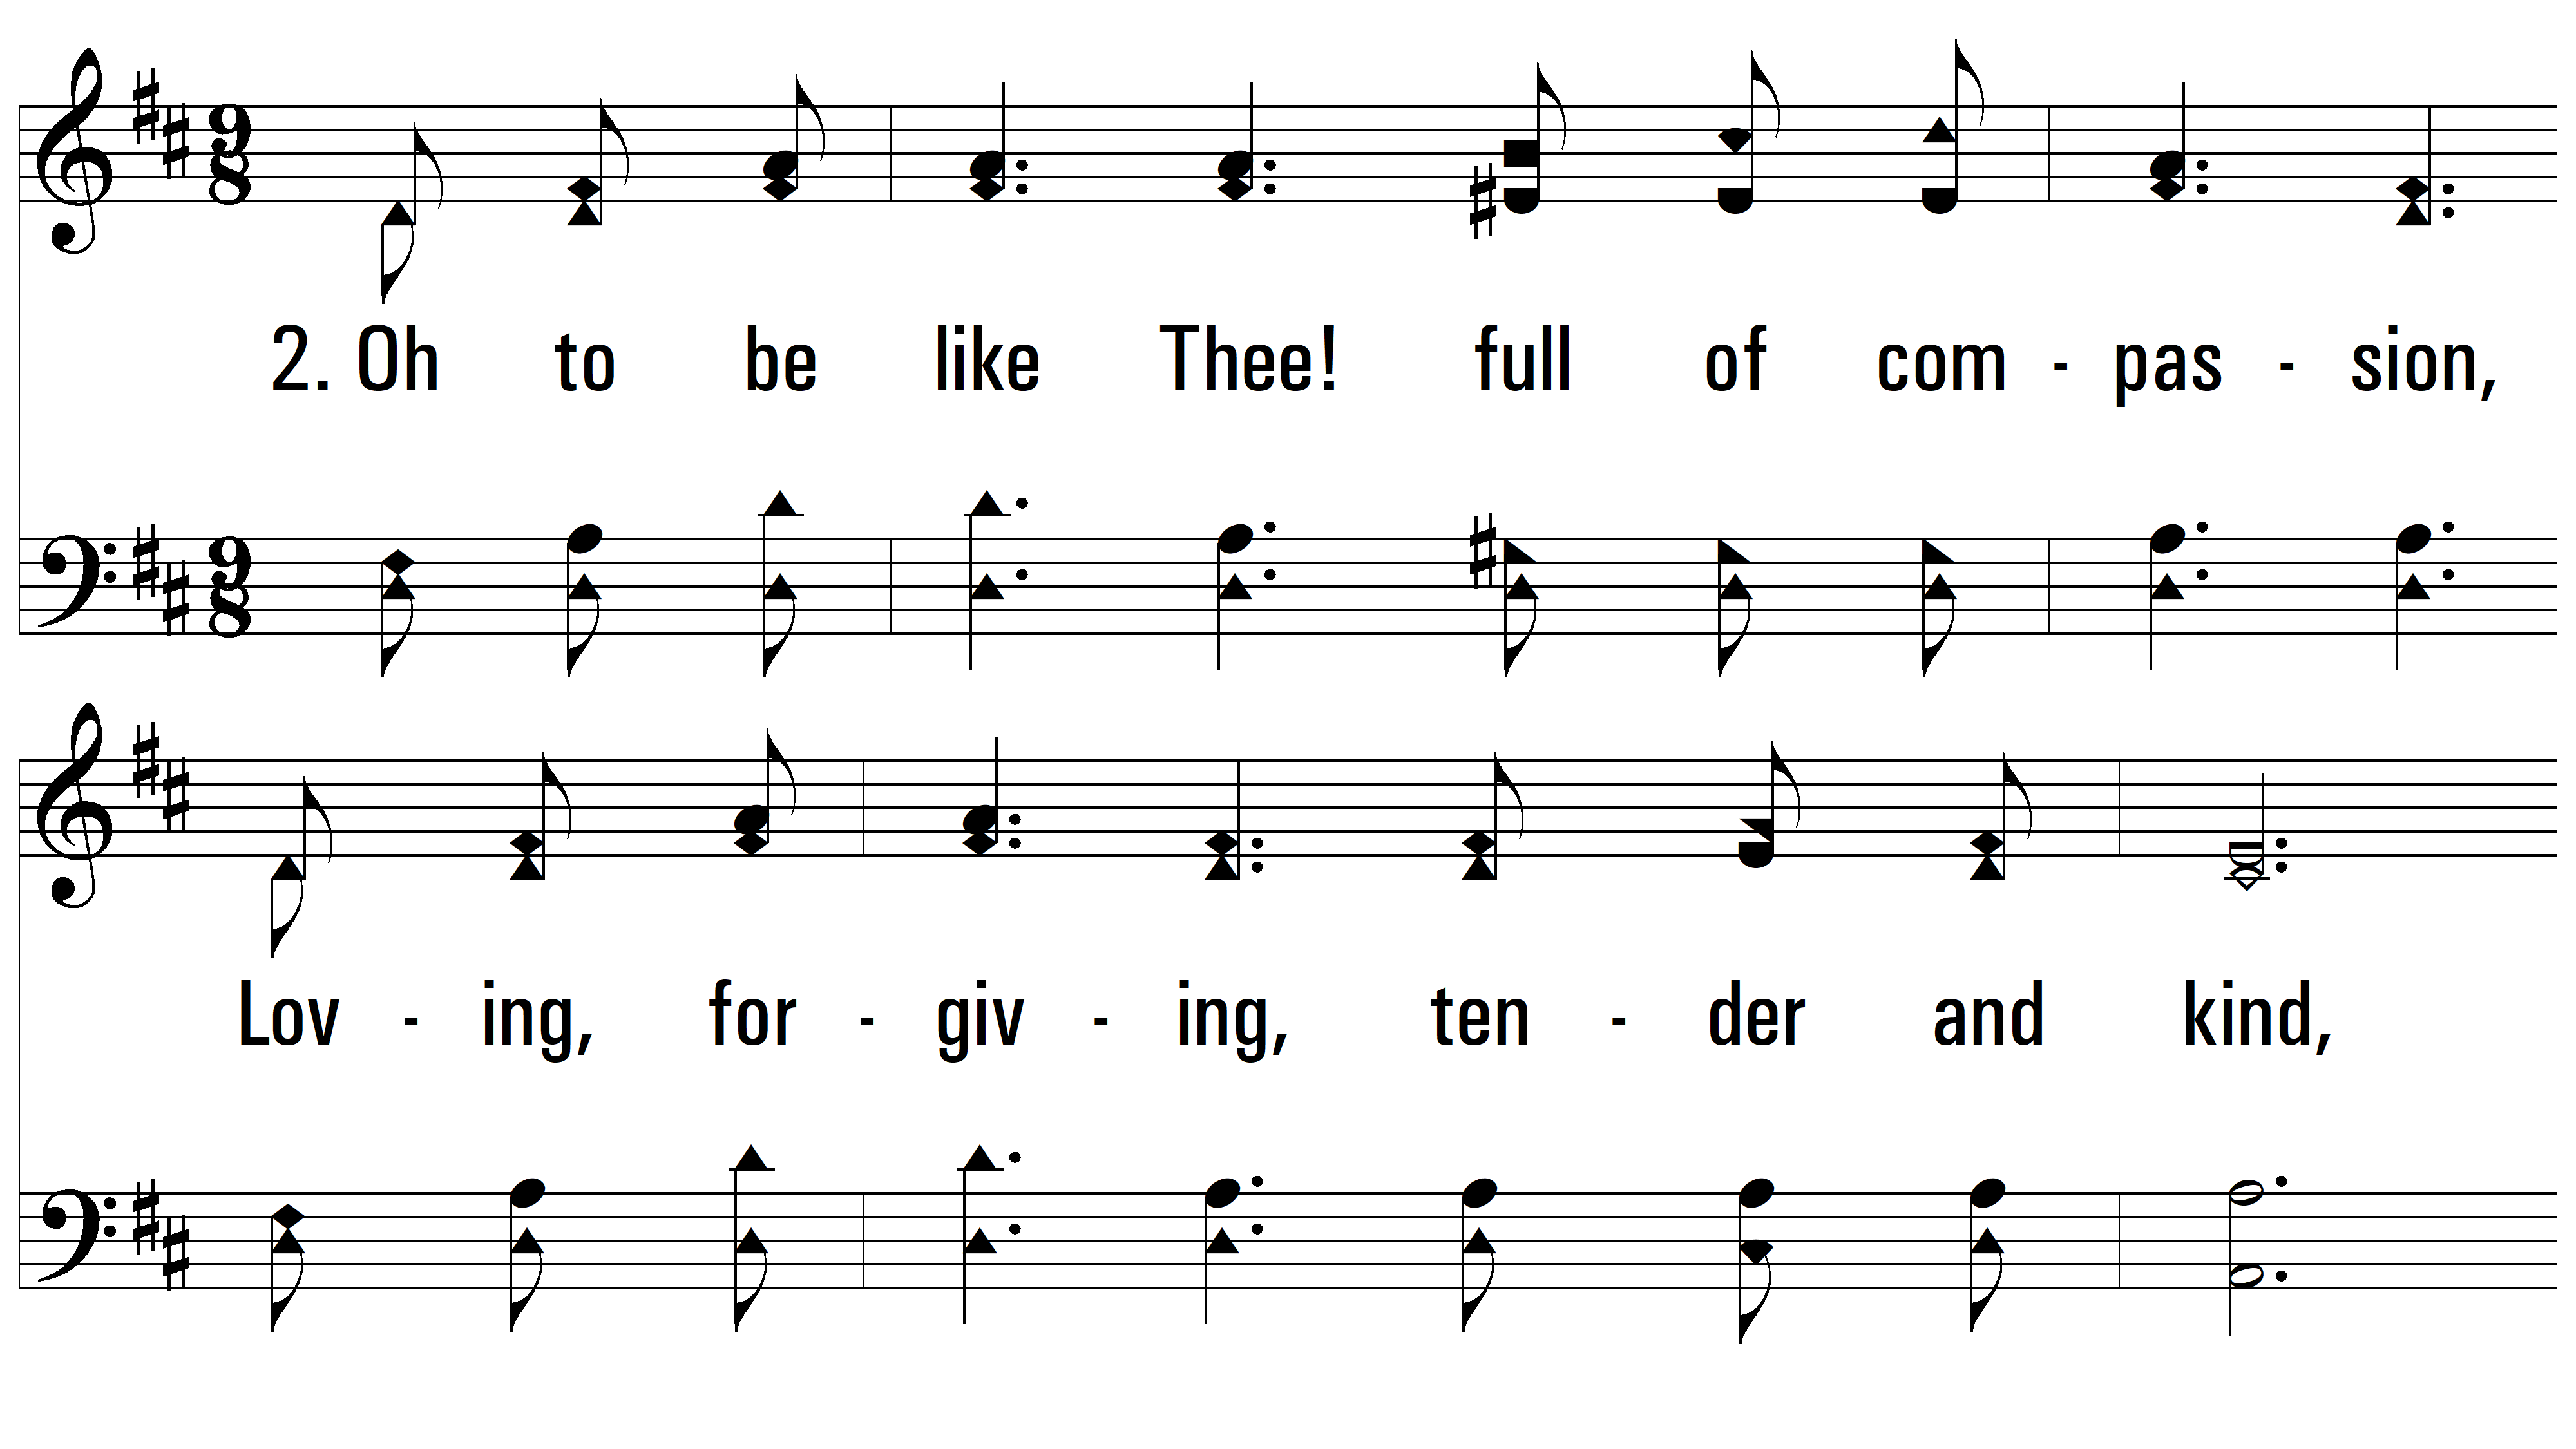 2. Oh to be like Thee! full of com - pas - sion,
Lov - ing, for - giv - ing, ten - der and kind,